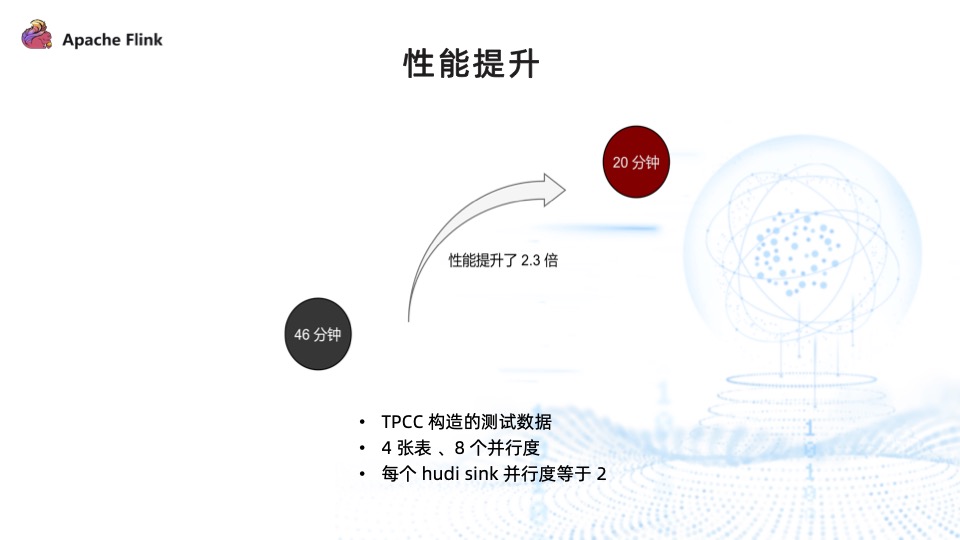 Apache Flink
性能提升
20 分钟
性能提升了 2.3 倍
46 分钟
• TPCC 构造的测试数据
• 4 张表 、8 个并行度
• 每个 hudi sink 并行度等于 2